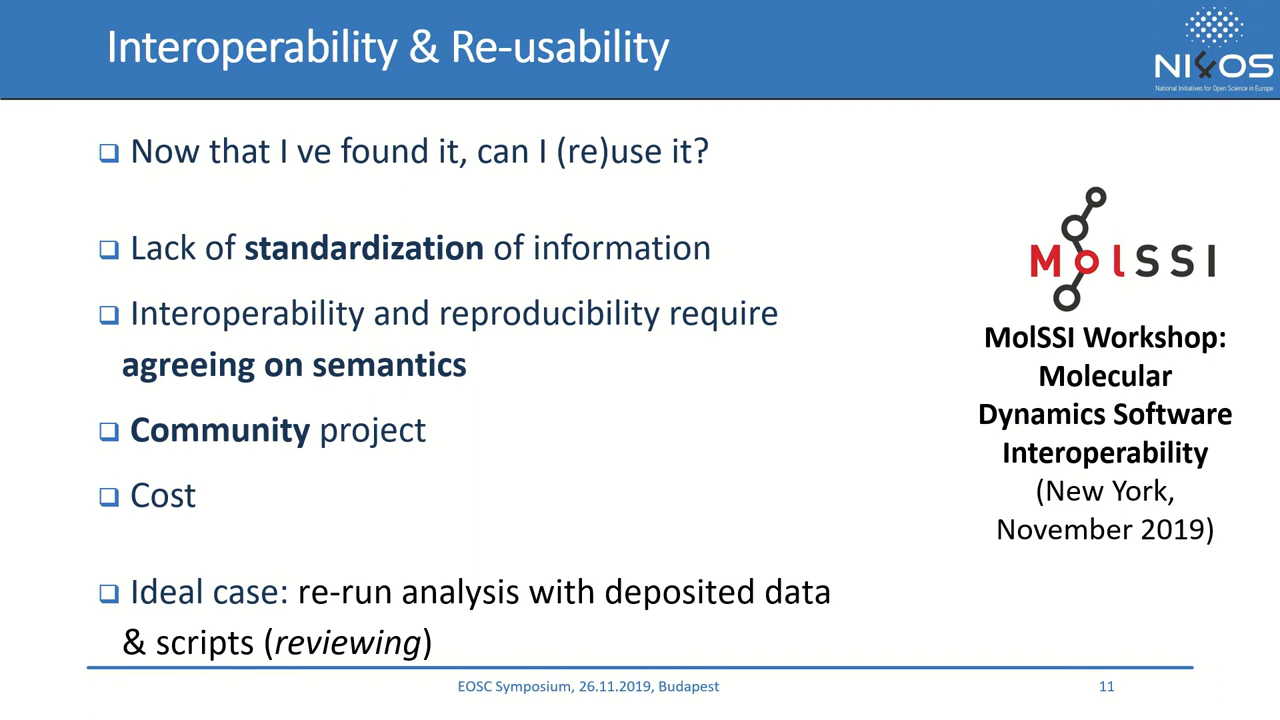 Interoperability & Re-usability
NI4OS
National Initiatives for Open Science in Europe
Now that I ve found it, can I (re)use it?
Lack of standardization of information
Interoperability and reproducibility require
agreeing on semantics
Community project
Cost
Ideal case: re-run analysis with deposited data
& scripts (reviewing)
MolSSI
MolSSI Workshop:
Molecular
Dynamics Software
Interoperability
(New York,
November 2019)
EOSC Symposium, 26.11.2019, Budapest
11